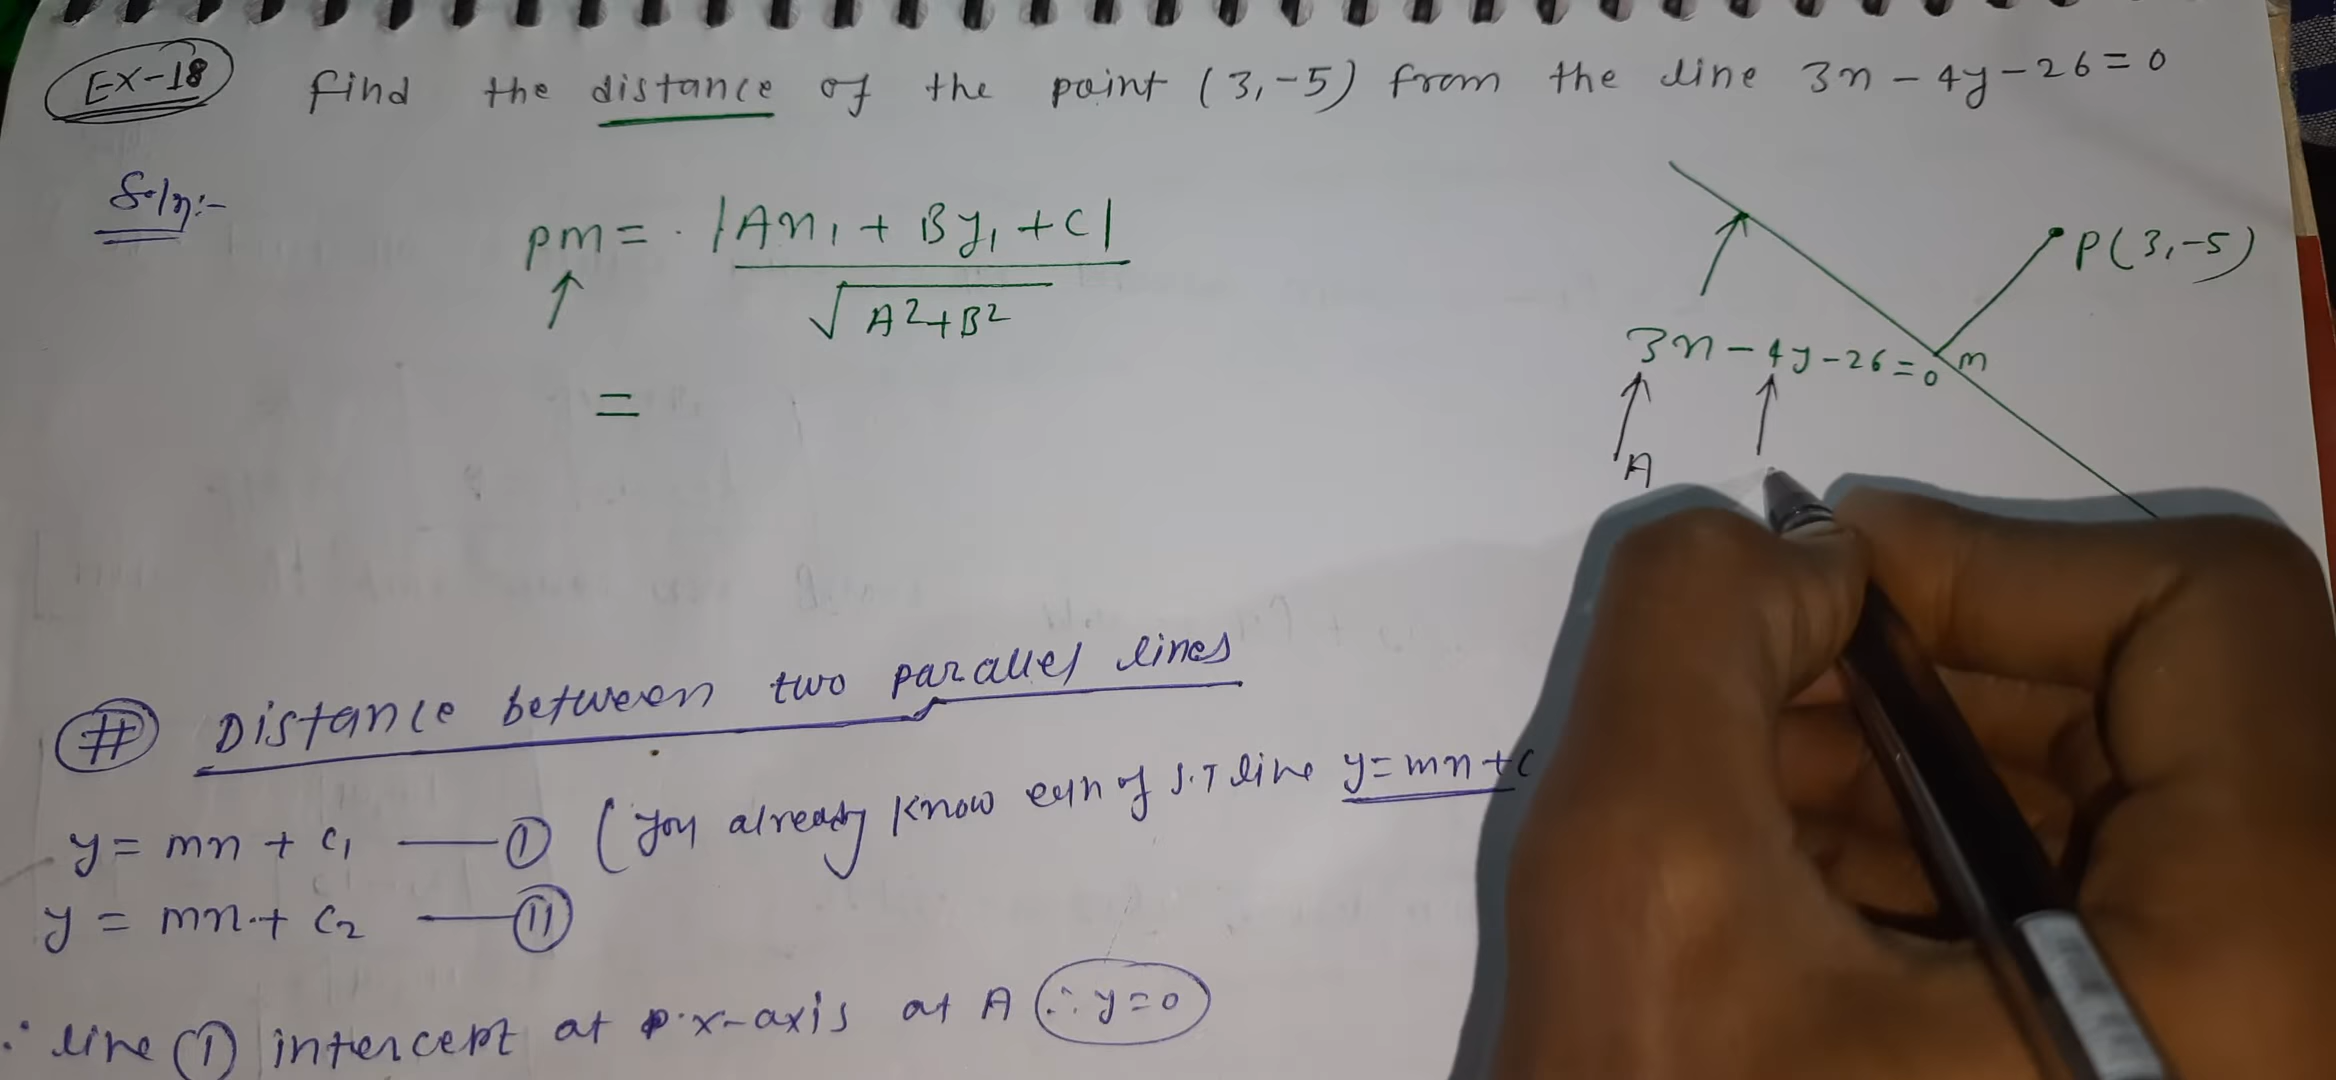 EX-18 find the distance of the point (3,-5) from the line 3x - 4y - 26 = 0
Soln:-
PM = |Ax₁ + By₁ + C|
√A²+B²
=
P(3,-5)
3x - 4y - 26 = 0
M
A
# Distance between two parallel lines
y = mx + c₁ —— I (you already know eqn of S.T line y = mx + c
y = mx + c₂ —— II
∵ line I intercept at x-axis at A (∴ y = 0)